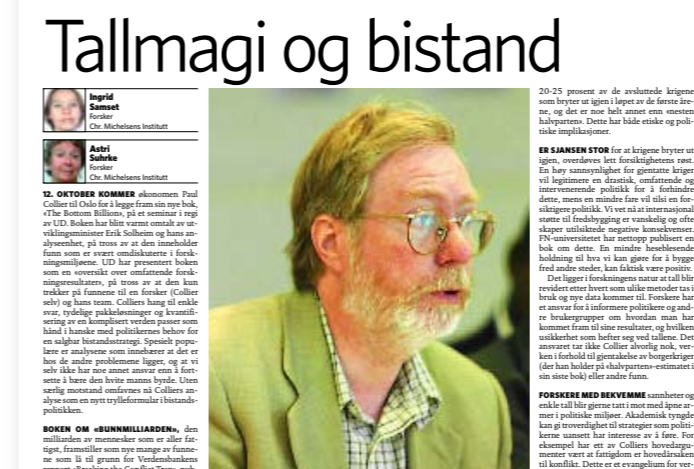 Tallmagi og bistand
Ingrid
Samset
Forsker
Chr. Michelsens Institutt
Astri
Suhrke
Forsker
Chr. Michelsens Institutt
12. OKTOBER KOMMER økonomen Paul
Collier til Oslo for å legge fram sin nye bok,
«The Bottom Billion», på et seminar i regi
av UD. Boken har blitt varmt omtalt av ut-
viklingsminister Erik Solheim og hans an-
alyseenhet, på tross av at den inneholder
funn som er svært omdiskuterte i forsk-
ningsmiljøene. UD har presentert boken
som en «oversikt over omfattende forsk-
ningsresultater», på tross av at den kun
trekker på funnene til en forsker (Collier
selv) og hans team. Colliers hang til enkle
svar, tydelige pakkeløsninger og kvantifi-
sering av en komplisert verden passer som
hånd i hanske med politikernes behov for
en salgbar bistandsstrategi. Spesielt popu-
lære er analysene som innebærer at det er
hos de andre problemene ligger, og at vi
selv ikke har noe annet ansvar enn å fort-
sette å bære den hvite manns byrde. Uten
særlig motstand omfavnes nå Colliers an-
alyse som en nytt trylleformular i bistands-
politikken.
BOKEN OM «BUNNMILLIARDEN», den
milliarden av mennesker som er aller fat-
tigst, framstiller som nye mange av funne-
ne som lå til grunn for Verdensbankens
20-25 prosent av de avsluttede krigene
som bryter ut igjen i løpet av de første åre-
ne, og det er noe helt annet enn «nesten
halvparten». Dette har både etiske og poli-
tiske implikasjoner.
ER SJANSEN STOR for at krigene bryter ut
igjen, overdøves lett forsiktighetens røst.
En høy sannsynlighet for gjentatte kriger
vil legitimere en drastisk, omfattende og
intervenerende politikk for å forhindre
dette, mens en mindre fare vil tilsi en for-
siktigere politikk. Vi vet nå at internasjonal
støtte til fredsbygging er vanskelig og ofte
skaper utilsiktede negative konsekvenser.
FN-universitetet har nettopp publisert en
bok om dette. En mindre heseblesende
holdning til hva vi kan gjøre for å bygge
fred andre steder, kan faktisk være positiv.
Det ligger i forskningens natur at tall blir
revidert etter hvert som ulike metoder tas i
bruk og nye data kommer til. Forskere har
et ansvar for å informere politikere og and-
re brukergrupper om hvordan man har
kommet fram til sine resultater, og hvilken
usikkerhet som hefter seg ved tallene. Det
ansvaret tar ikke Collier alvorlig nok, ver-
ken i forhold til gjentakelse av borgerkriger
(der han holder på «halvparten»-estimatet i
sin siste bok) eller andre funn.
FORSKERE MED BEKVEMME sannheter og
enkle tall blir gjerne tatt i mot med åpne ar-
mer i politiske miljøer. Akademisk tyngde
kan gi troverdighet til strategier som politi-
kerne uansett har interesse av å føre. For
eksempel har ett av Colliers hovedargu-
menter vært at fattigdom er hovedårsaken
til konflikt. Dette er et evangelium for ver-